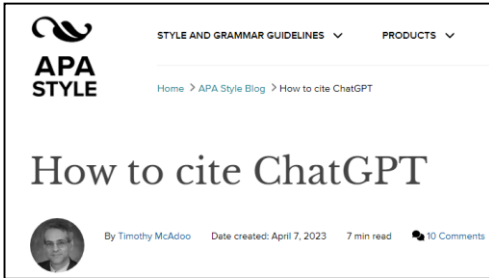 STYLE AND GRAMMAR GUIDELINES PRODUCTS
APA
STYLE
Home > APA Style Blog > How to cite ChatGPT
How to cite ChatGPT
By Timothy McAdoo Date created: April 7, 2023 7 min read 10 Comments